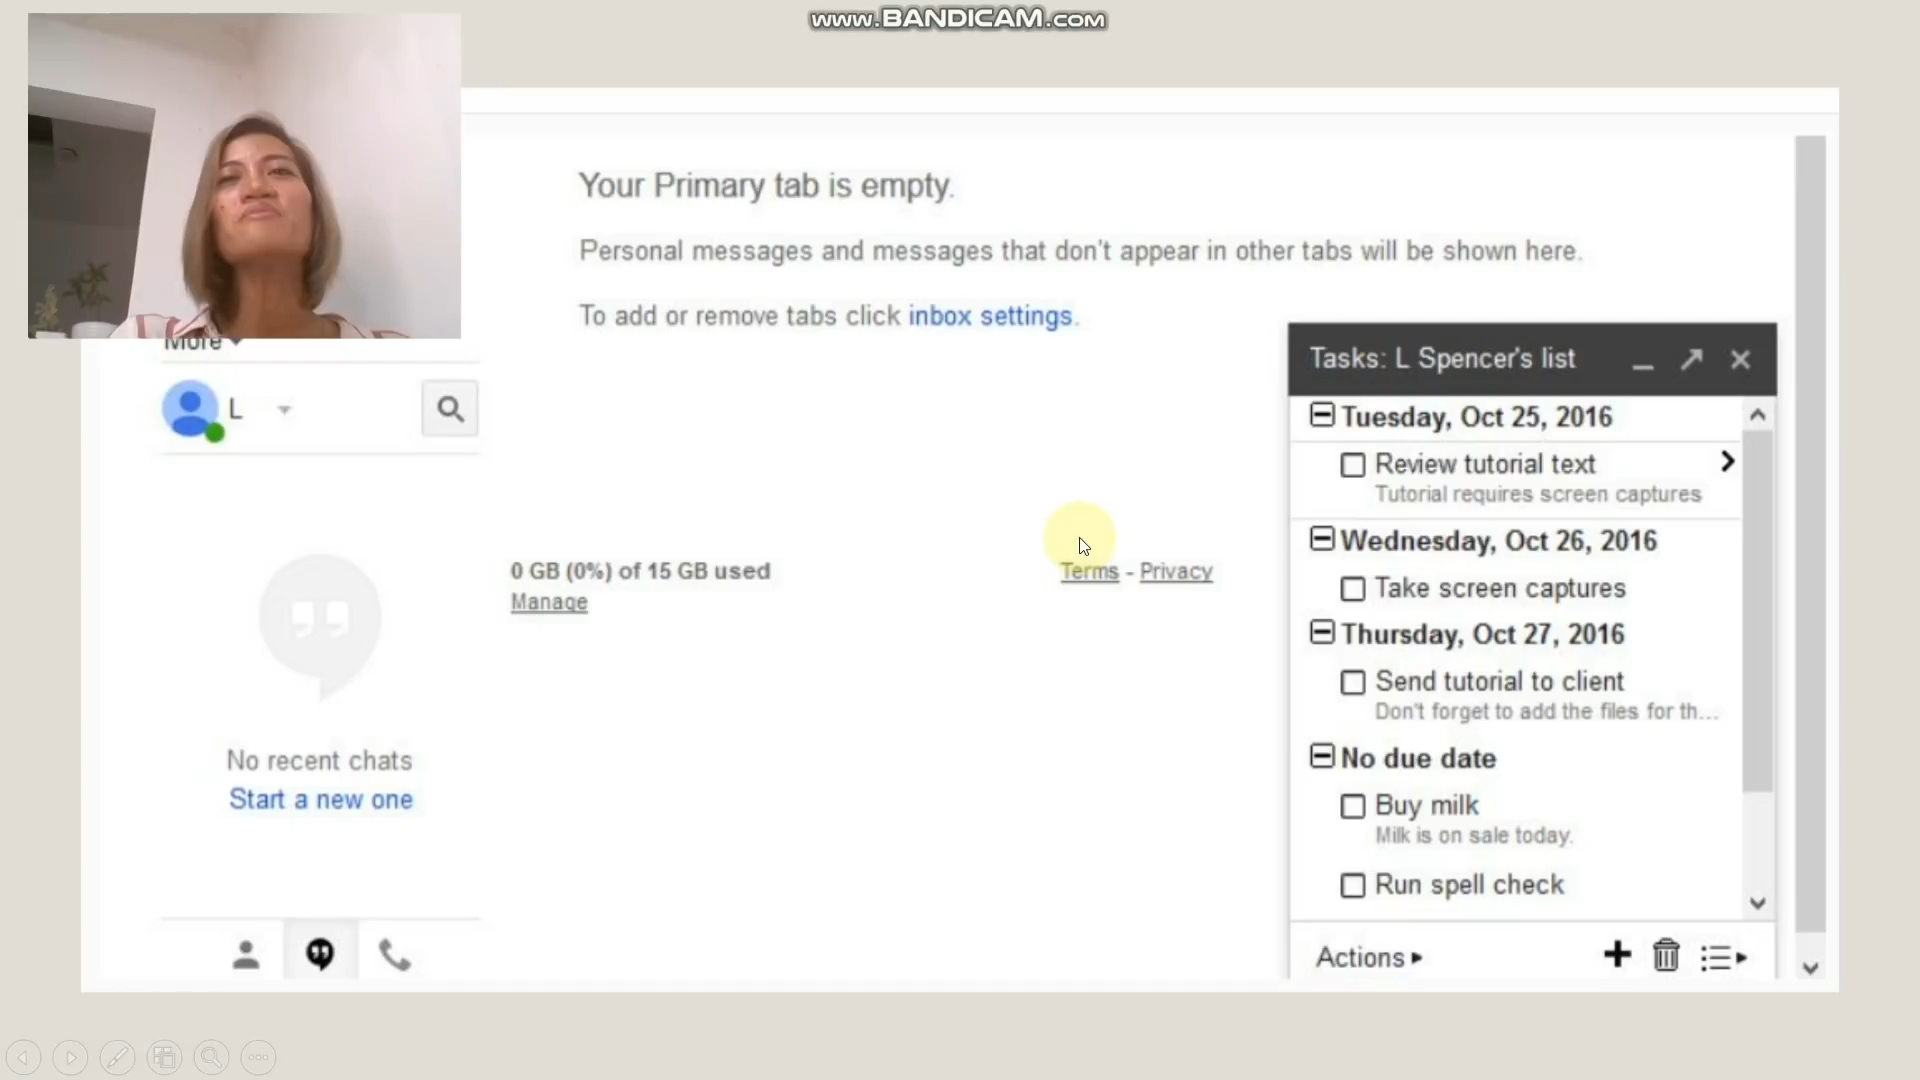 www.BANDICAM.com
Your Primary tab is empty.
Personal messages and messages that don't appear in other tabs will be shown here.
To add or remove tabs click inbox settings.
More
L
0 GB (0%) of 15 GB used
Manage
Terms - Privacy
No recent chats
Start a new one
Tasks: L Spencer's list
Tuesday, Oct 25, 2016
Review tutorial text
Tutorial requires screen captures
Wednesday, Oct 26, 2016
Take screen captures
Thursday, Oct 27, 2016
Send tutorial to client
Don't forget to add the files for th...
No due date
Buy milk
Milk is on sale today.
Run spell check
Actions